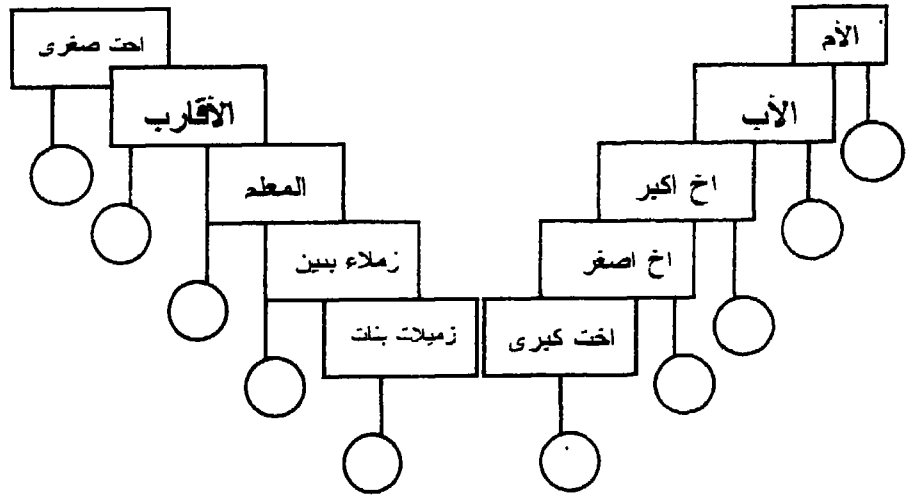 الأم
الأب
اخ اكبر
اخ اصغر
اخت كبرى
احت صغرى
الأقارب
المعلم
زملاء بنين
زميلات بنات